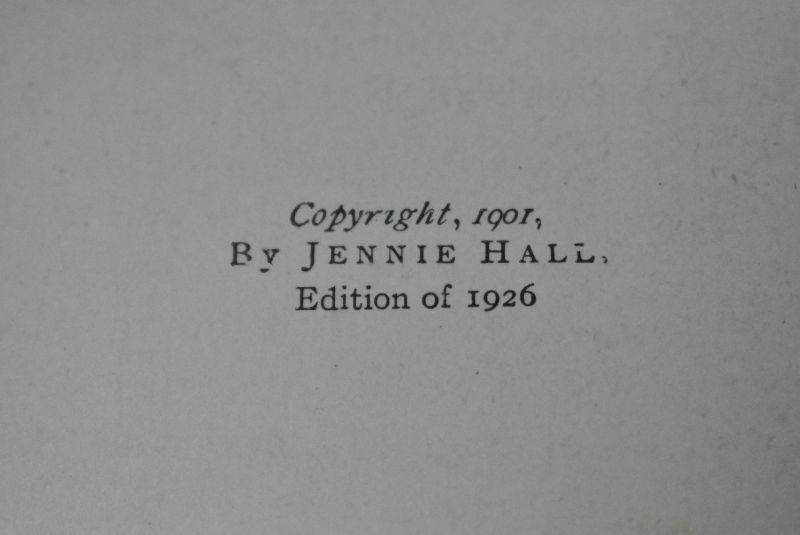 Copyright, 1901,
By JENNIE HALL.
Edition of 1926